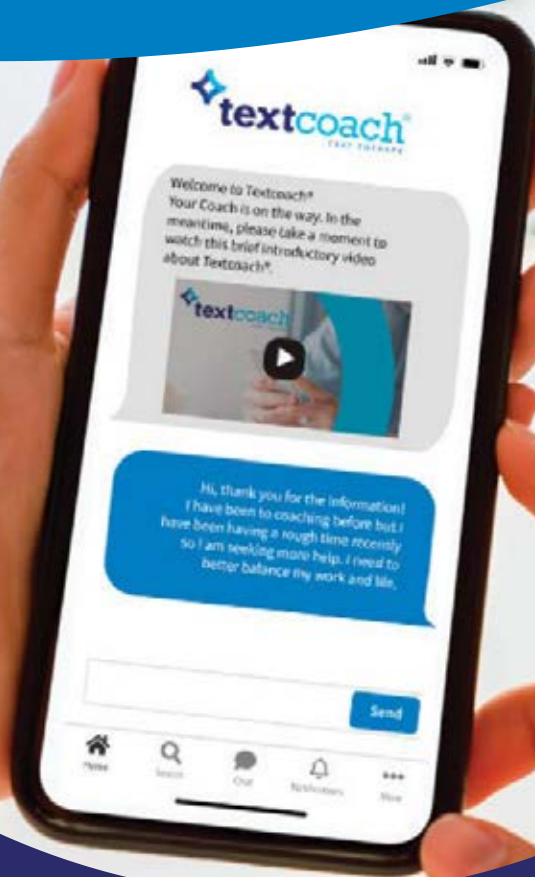 textcoach®
TEXT THERAPY
Welcome to Textcoach®
Your Coach is on the way. In the
meantime, please take a moment to
watch this brief introductory video
about Textcoach®.
textcoach
Hi, thank you for the information!
I have been to coaching before but I
have been having a rough time recently
so I am seeking more help. I need to
better balance my work and life.
Send
Home
Search
Chat
Notifications
More